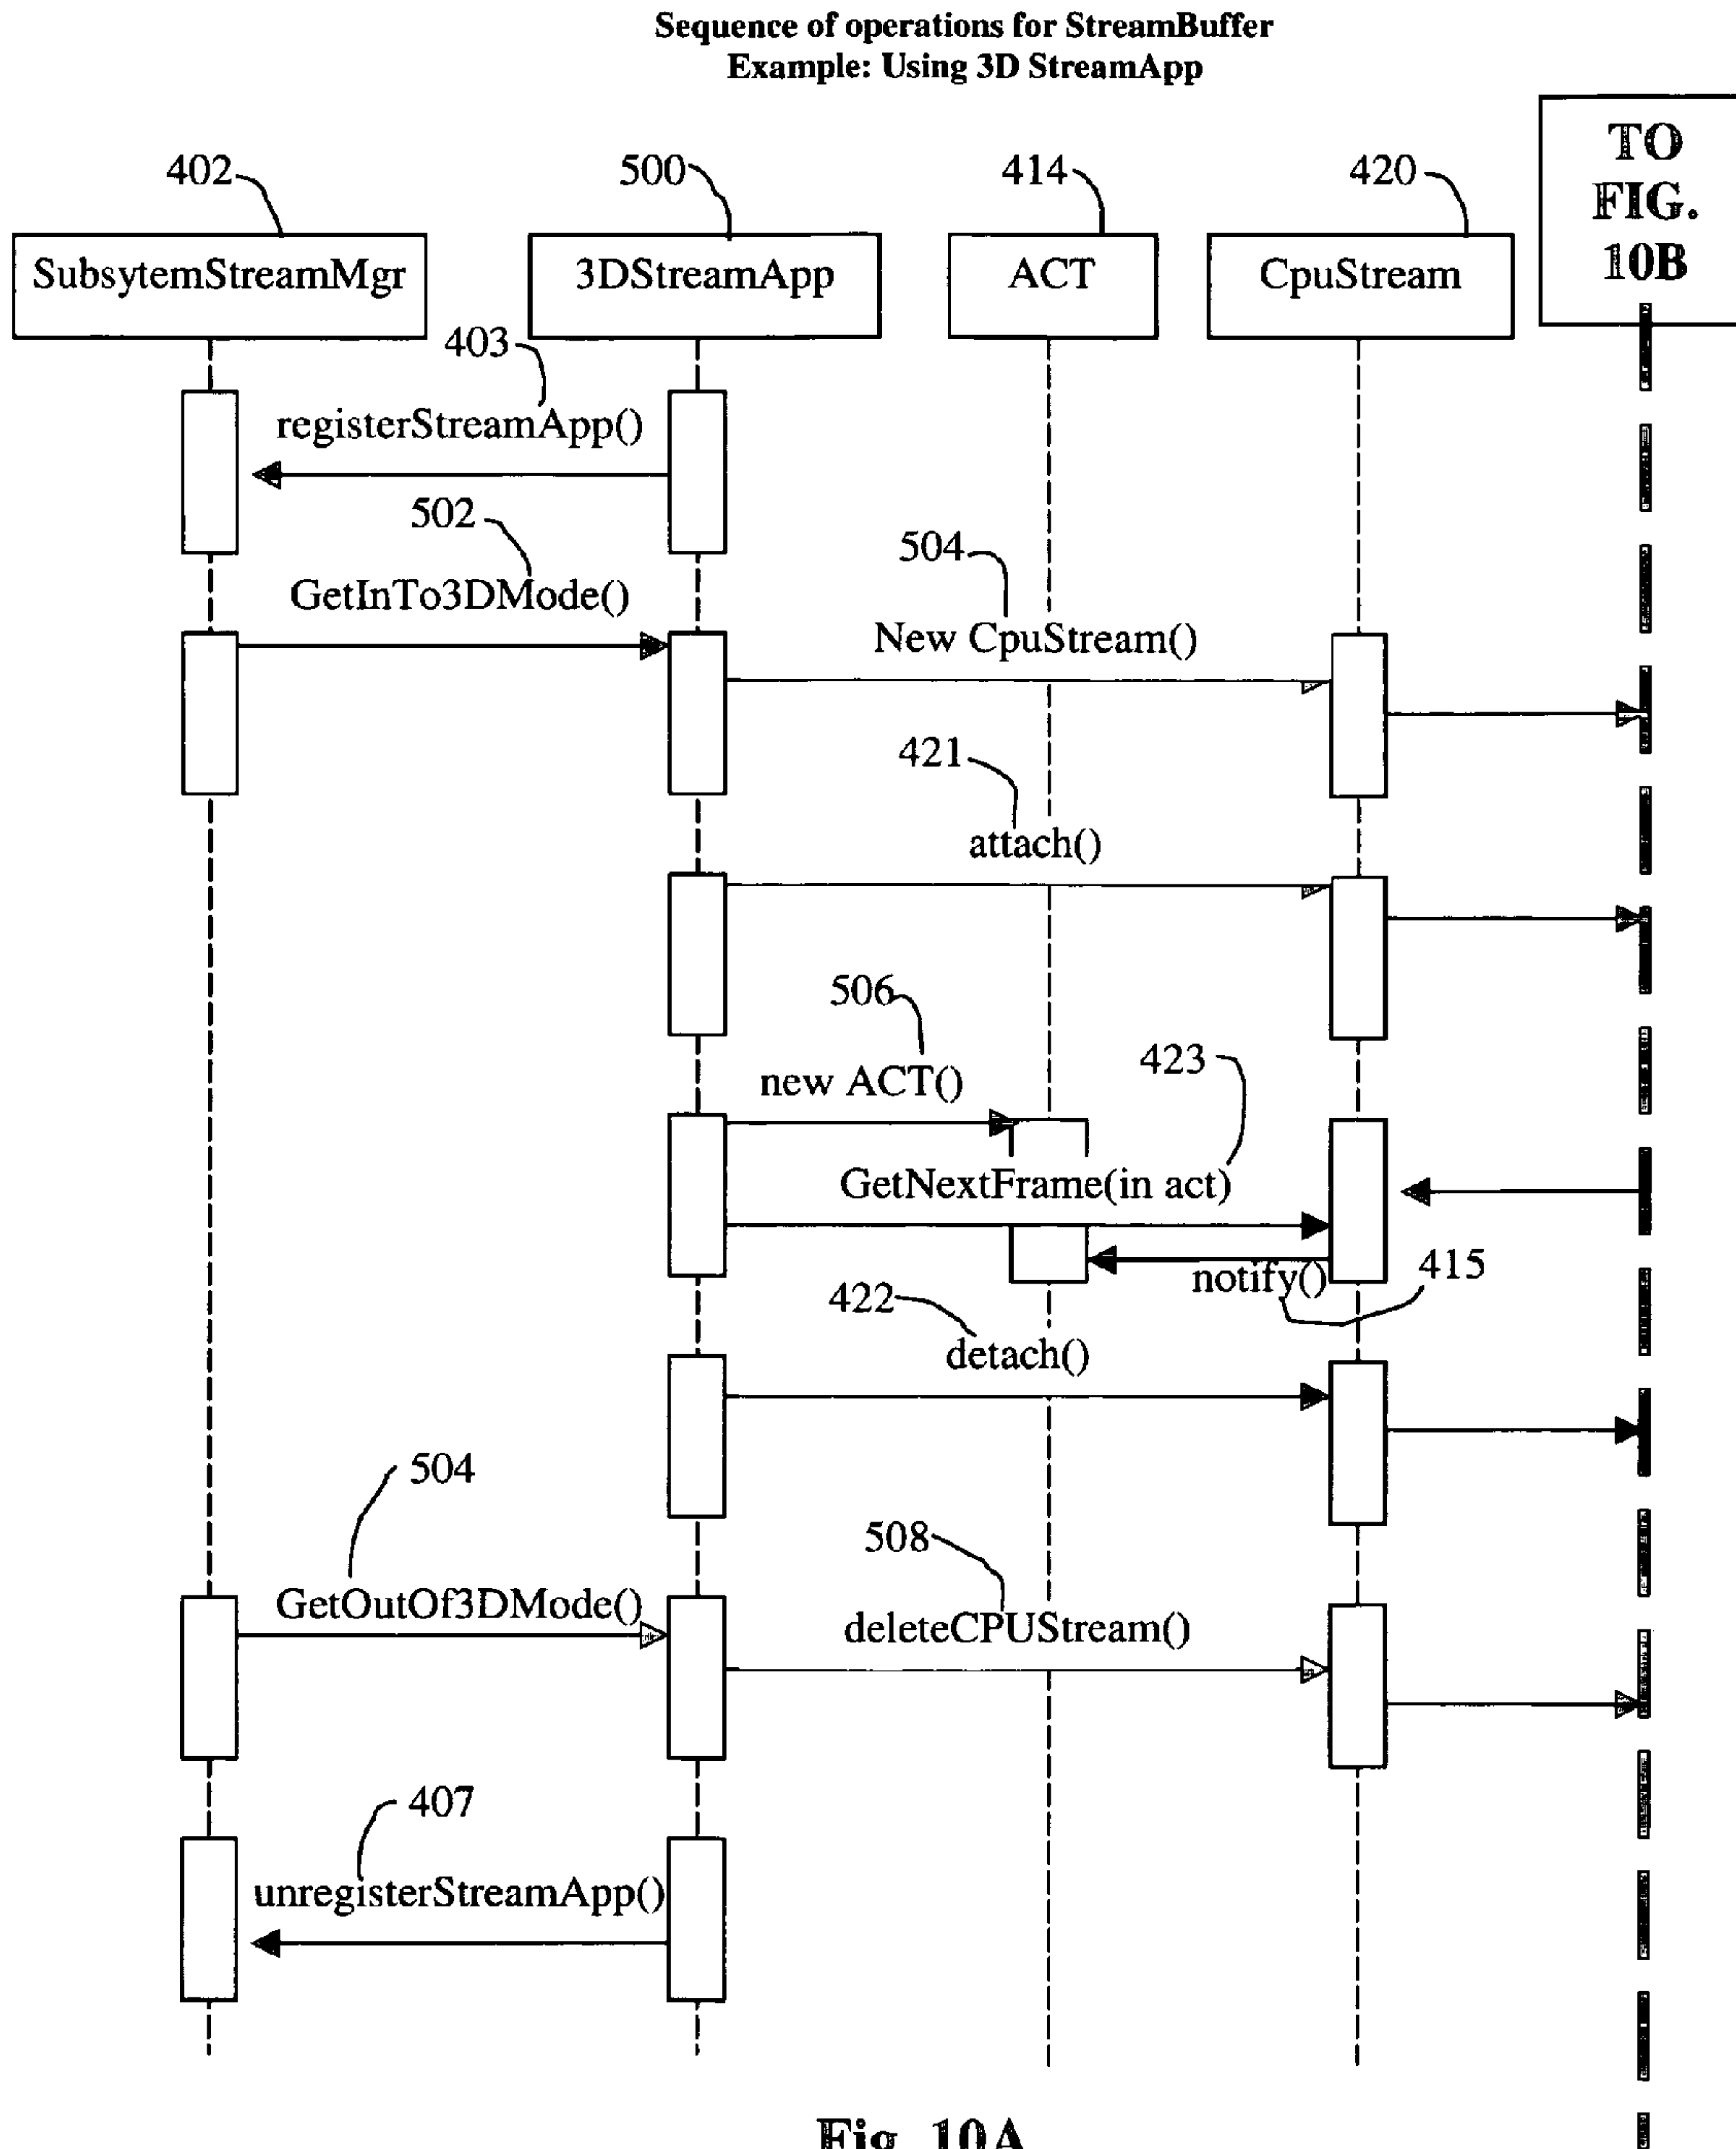 Sequence of operations for StreamBuffer
Example: Using 3D StreamApp
TO
FIG.
10B
402
500
414
420
SubsytemStreamMgr
3DStreamApp
ACT
CpuStream
403
registerStreamApp()
502
GetInTo3DMode()
504
New CpuStream()
421
attach()
506
new ACT()
423
GetNextFrame(in act)
notify()
415
422
detach()
504
GetOutOf3DMode()
508
deleteCPUStream()
407
unregisterStreamApp()
Fig. 10A